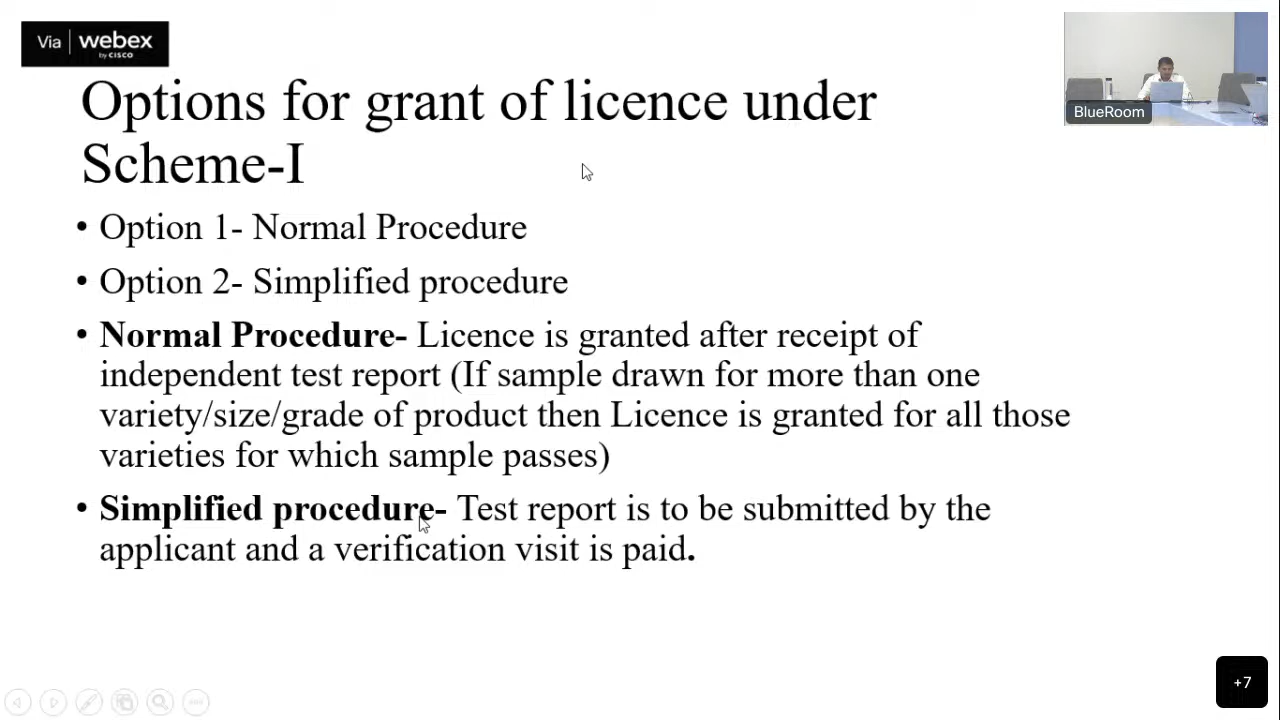 Via webex
by CISCO
BlueRoom
Options for grant of licence under
Scheme-I
• Option 1- Normal Procedure
• Option 2- Simplified procedure
• Normal Procedure- Licence is granted after receipt of
independent test report (If sample drawn for more than one
variety/size/grade of product then Licence is granted for all those
varieties for which sample passes)
• Simplified procedure- Test report is to be submitted by the
applicant and a verification visit is paid.
+7